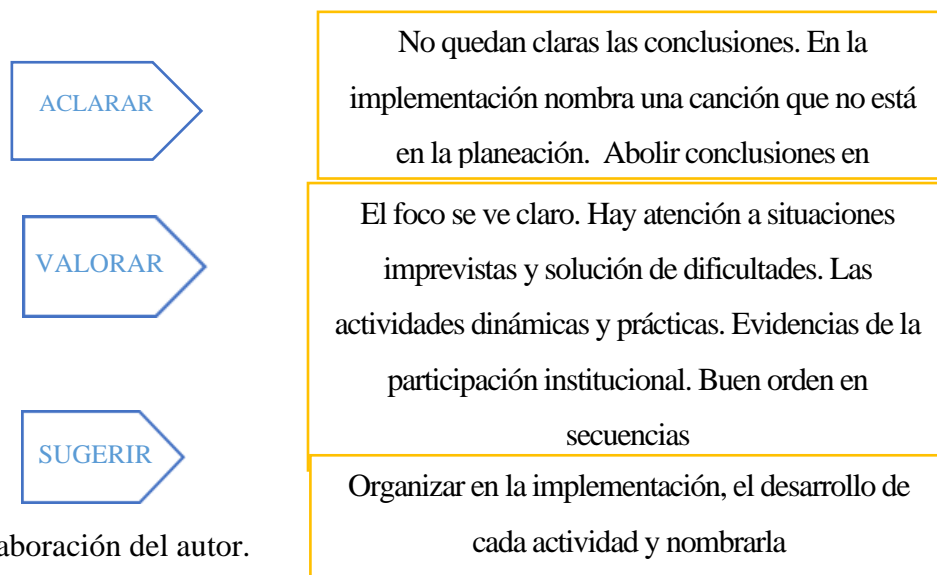 ACLARAR
No quedan claras las conclusiones. En la
implementación nombra una canción que no está
en la planeación. Abolir conclusiones en
VALORAR
El foco se ve claro. Hay atención a situaciones
imprevistas y solución de dificultades. Las
actividades dinámicas y prácticas. Evidencias de la
participación institucional. Buen orden en
secuencias
SUGERIR
Organizar en la implementación, el desarrollo de
cada actividad y nombrarla
aboración del autor.